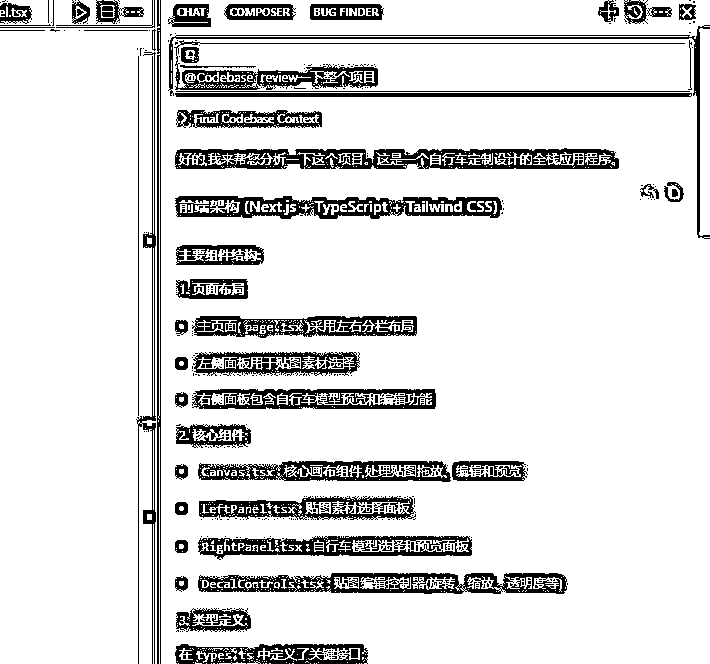 el.tsx
CHAT COMPOSER BUG FINDER
@Codebase review一下整个项目
Final Codebase Context
好的,我来帮您分析一下这个项目。这是一个自行车定制设计的全栈应用程序。
前端架构 (Next.js + TypeScript + Tailwind CSS)
主要组件结构:
1. 页面布局
主页面( page.tsx )采用左右分栏布局
左侧面板用于贴图素材选择
右侧面板包含自行车模型预览和编辑功能
2. 核心组件:
Canvas.tsx : 核心画布组件,处理贴图拖放、编辑和预览
LeftPanel.tsx : 贴图素材选择面板
RightPanel.tsx : 自行车模型选择和预览面板
DecalControls.tsx : 贴图编辑控制器(旋转、缩放、透明度等)
3. 类型定义:
在 types.ts 中定义了关键接口: